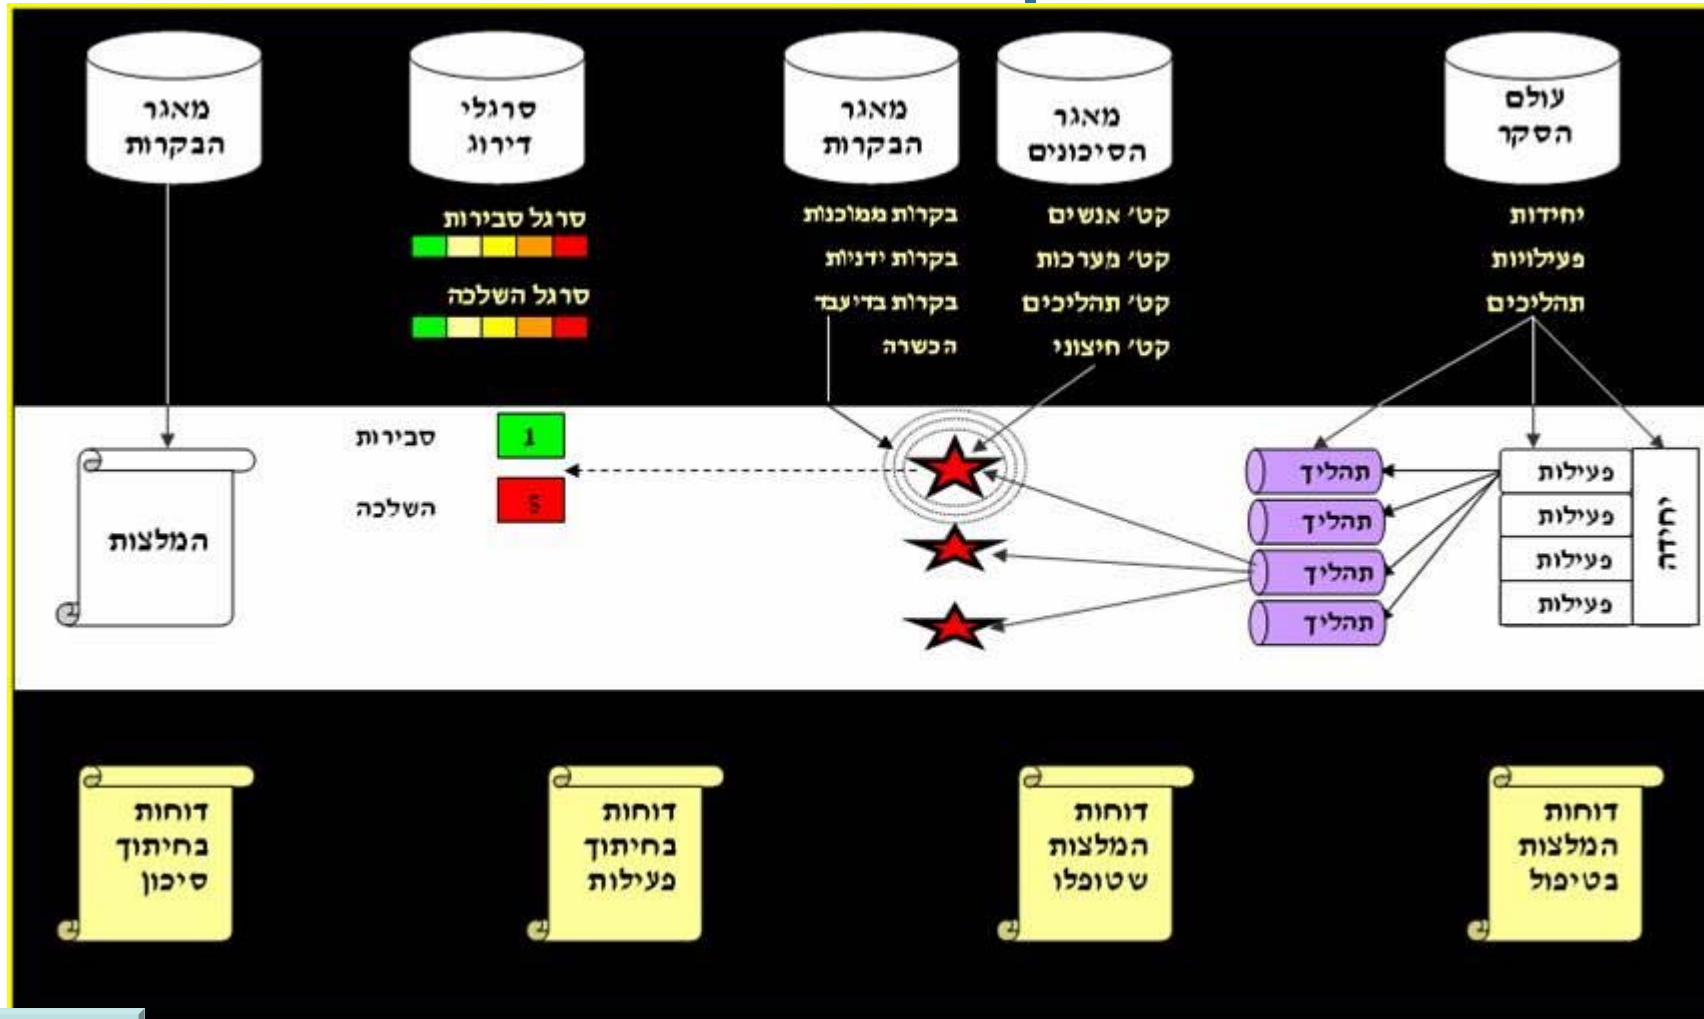 עולם
הסקר
יחידות
פעילויות
תהליכים
מאגר
הסיכונים
קט' אנשים
קט' מערכות
קט' תהליכים
קט' חיצוני
מאגר
הבקרות
בקרות ממוכנות
בקרות ידניות
בקרות בדיעבד
הכשרה
סרגלי
דירוג
סרגל סבירות
סרגל השלכה
מאגר
הבקרות
יחידה
פעילות
פעילות
פעילות
פעילות
תהליך
תהליך
תהליך
תהליך
1
סבירות
5
השלכה
המלצות
דוחות
המלצות
בטיפול
דוחות
המלצות
שטופלו
דוחות
בחיתוך
פעילות
דוחות
בחיתוך
סיכון